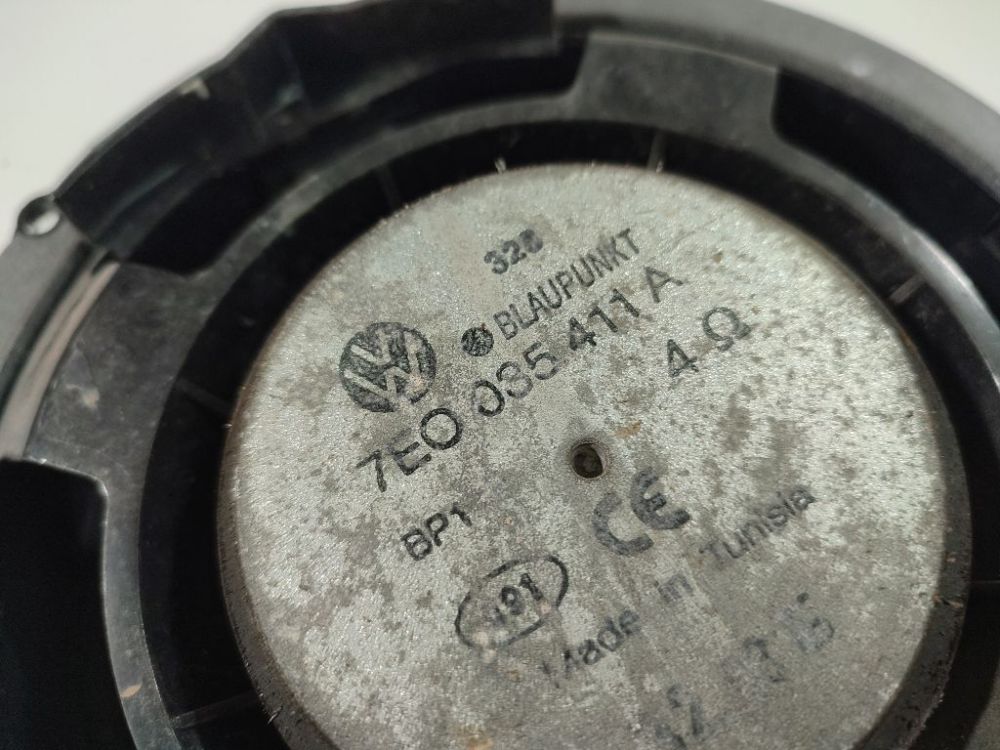 328
BLAUPUNKT
7E0 035 411 A
4 Ω
BP1
CE
Made in Tunisia